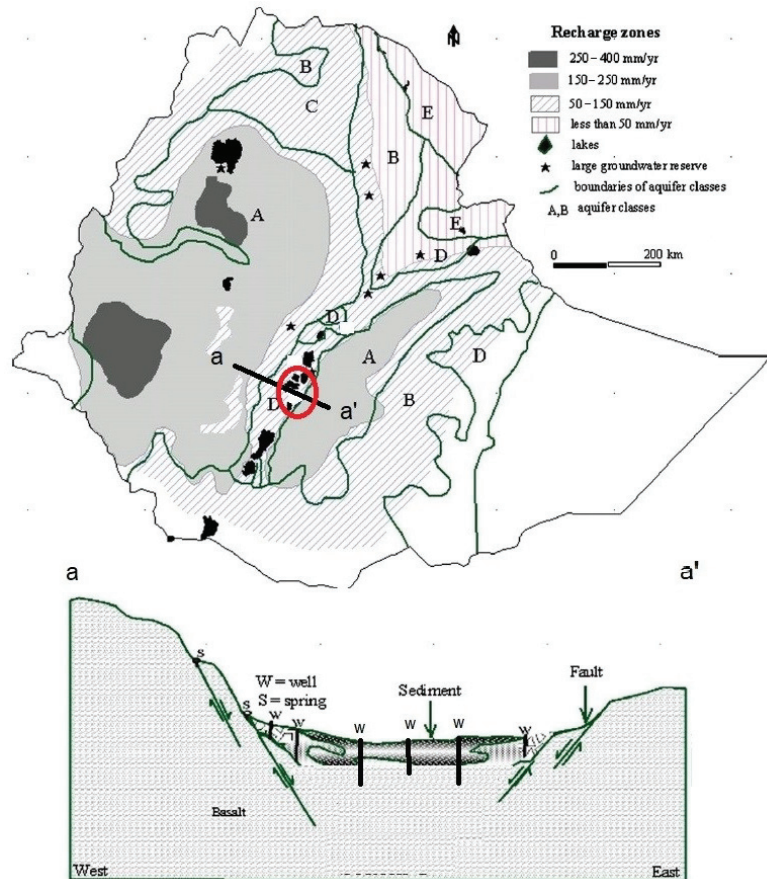 N
Recharge zones
250 – 400 mm/yr
150 – 250 mm/yr
50 – 150 mm/yr
less than 50 mm/yr
lakes
large groundwater reserve
boundaries of aquifer classes
A,B aquifer classes
0 200 km
B
C
E
B
A
E
D
D
A
D
a
B
D
a'
a a'
S
W = well
S = spring
Sediment
Fault
S
W
W
W
W
W
W
Basalt
West
East